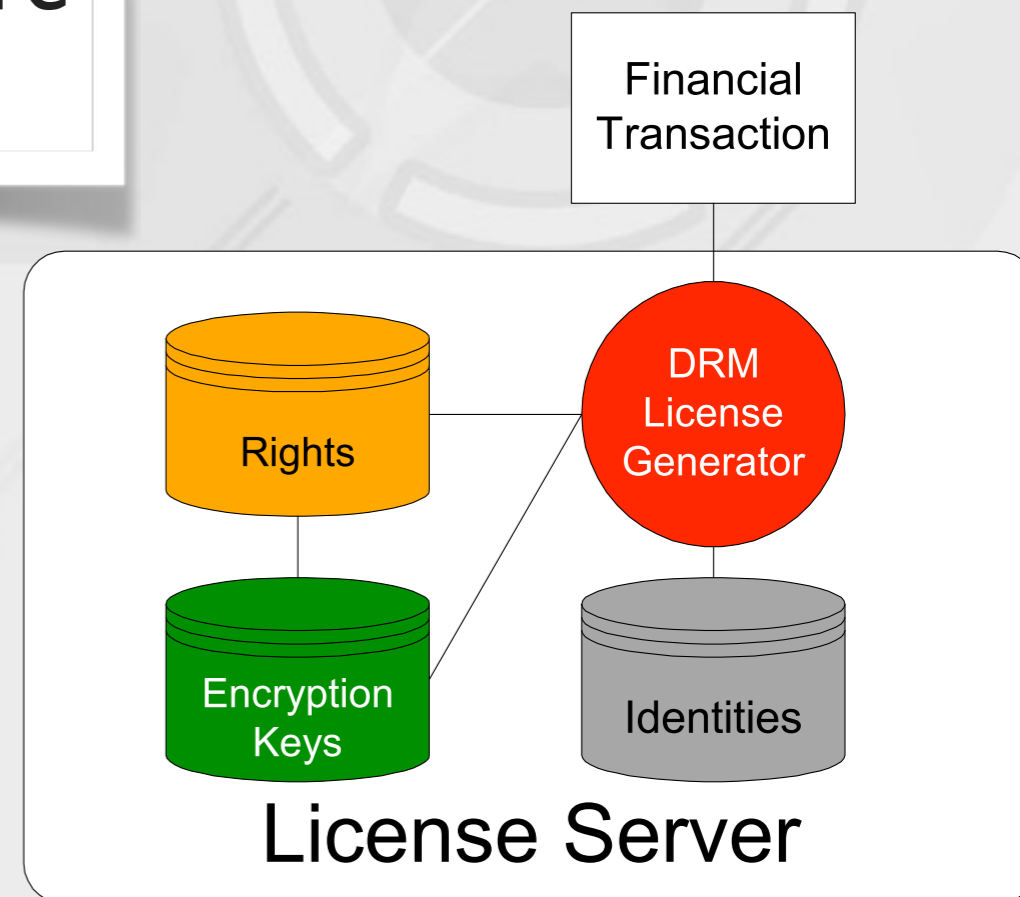 Financial
Transaction
DRM
License
Generator
Rights
Encryption
Keys
Identities
License Server